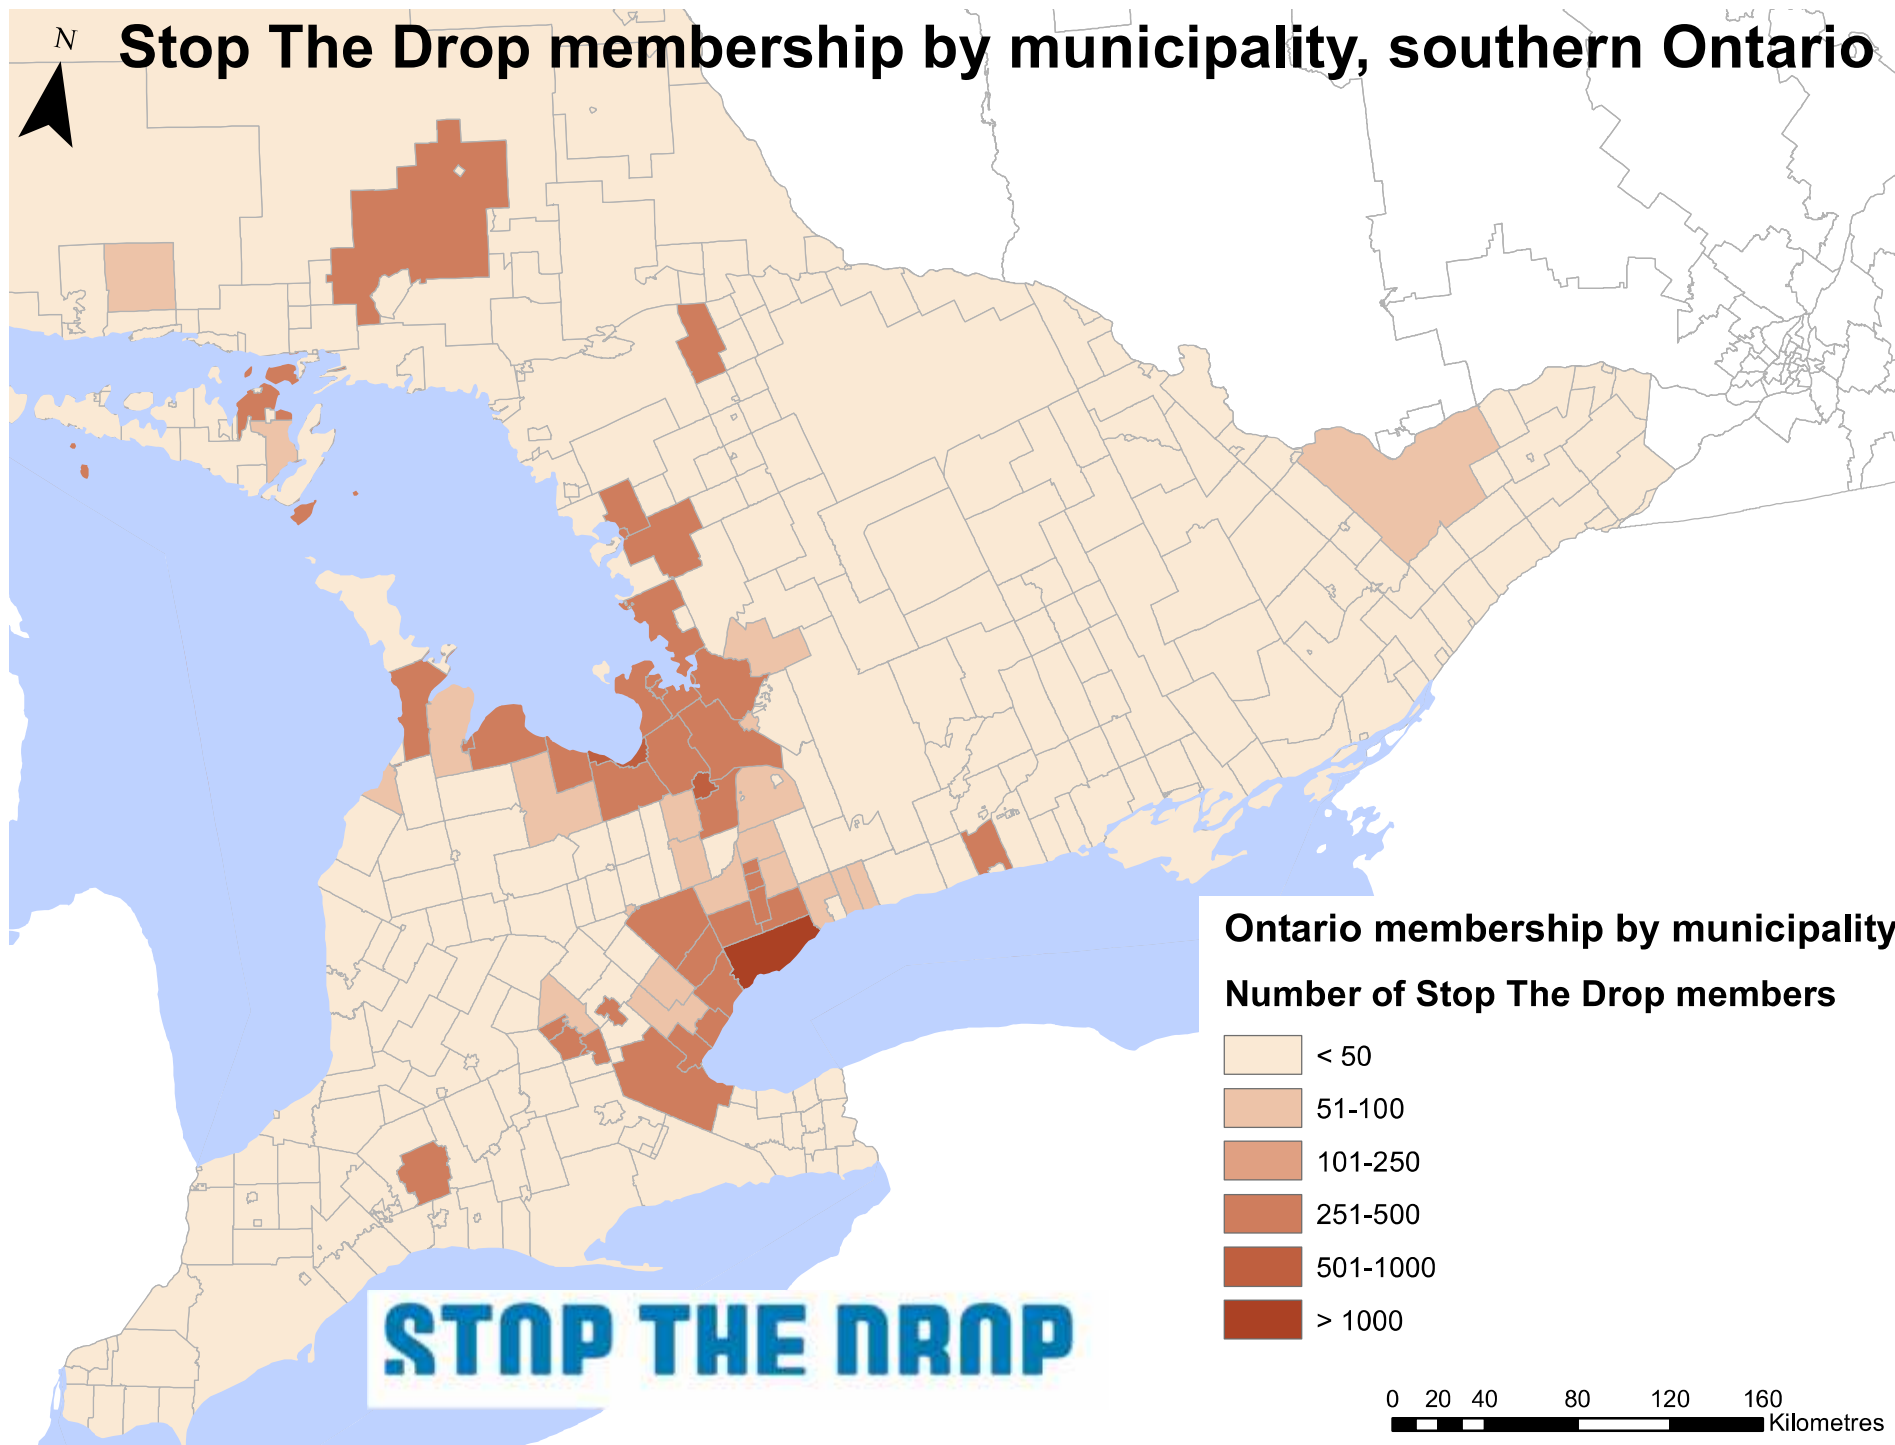 N
Stop The Drop membership by municipality, southern Ontario
Ontario membership by municipality
Number of Stop The Drop members
< 50
51-100
101-250
251-500
501-1000
> 1000
STOP THE DROP
0 20 40 80 120 160
Kilometres